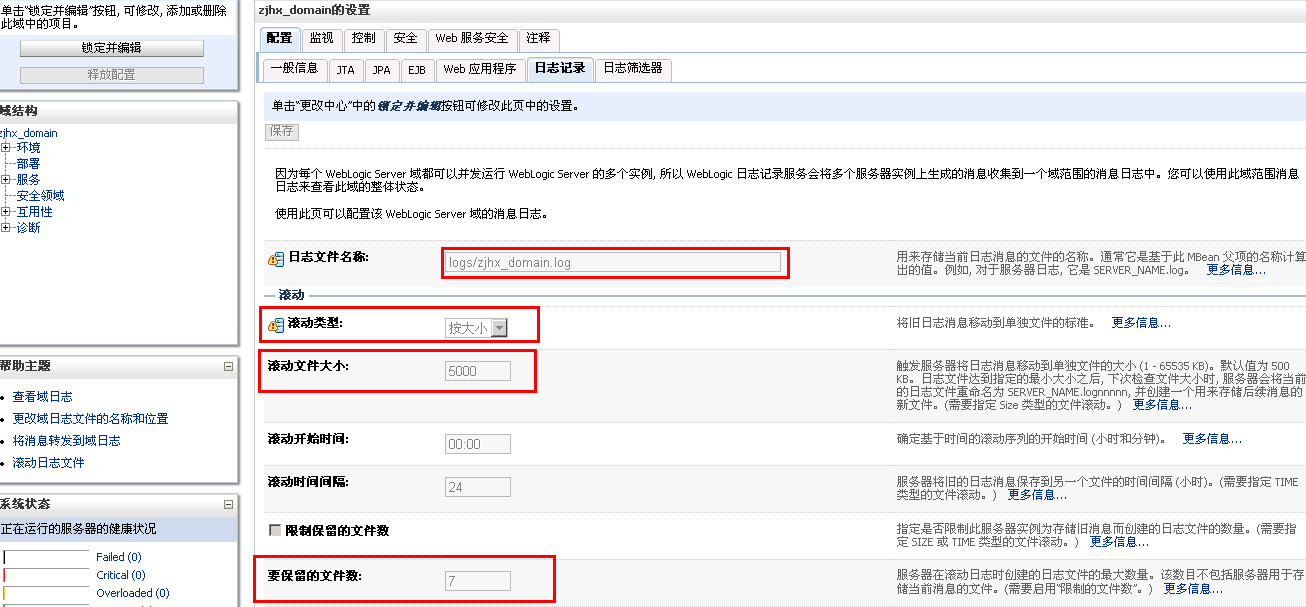 单击“锁定并编辑”按钮, 可修改, 添加或删除
此域中的项目。
锁定并编辑
释放配置
域结构
zjhx_domain
环境
部署
服务
安全领域
互用性
诊断
帮助主题
查看域日志
更改域日志文件的名称和位置
将消息转发到域日志
滚动日志文件
系统状态
正在运行的服务器的健康状况
Failed (0)
Critical (0)
Overloaded (0)
zjhx_domain的设置
配置 监视 控制 安全 Web 服务安全 注释
一般信息 JTA JPA EJB Web 应用程序 日志记录 日志筛选器
单击“更改中心”中的锁定并编辑按钮可修改此页中的设置。
保存
因为每个 WebLogic Server 域都可以并发运行 WebLogic Server 的多个实例, 所以 WebLogic 日志记录服务会将多个服务器实例上生成的消息收集到一个域范围的消息日志中。您可以使用此域范围消息
日志来查看此域的整体状态。
使用此页可以配置该 WebLogic Server 域的消息日志。
日志文件名称: logs/zjhx_domain.log
用来存储当前日志消息的文件的名称。通常它是基于此 MBean 父项的名称计算
出的值。例如, 对于服务器日志, 它是 SERVER_NAME.log。 更多信息...
滚动
滚动类型: 按大小
将旧日志消息移动到单独文件的标准。 更多信息...
滚动文件大小: 5000
触发服务器将日志消息移动到单独文件的大小 (1 - 65535 KB)。默认值为 500
KB。日志文件达到指定的最小大小之后, 下次检查文件大小时, 服务器会将当前
的日志文件重命名为 SERVER_NAME.lognnnnn, 并创建一个用来存储后续消息的
新文件。(需要指定 Size 类型的文件滚动。) 更多信息...
滚动开始时间: 00:00
确定基于时间的滚动序列的开始时间 (小时和分钟)。 更多信息...
滚动时间间隔: 24
服务器将旧的日志消息保存到另一个文件的时间间隔 (小时)。(需要指定 TIME
类型的文件滚动。) 更多信息...
限制保留的文件数
指定是否限制此服务器实例为存储旧消息而创建的日志文件的数量。(需要指
定 SIZE 或 TIME 类型的文件滚动。) 更多信息...
要保留的文件数: 7
服务器在滚动日志时创建的日志文件的最大数量。该数目不包括服务器用于存
储当前消息的文件。(需要启用“限制的文件数”。) 更多信息...